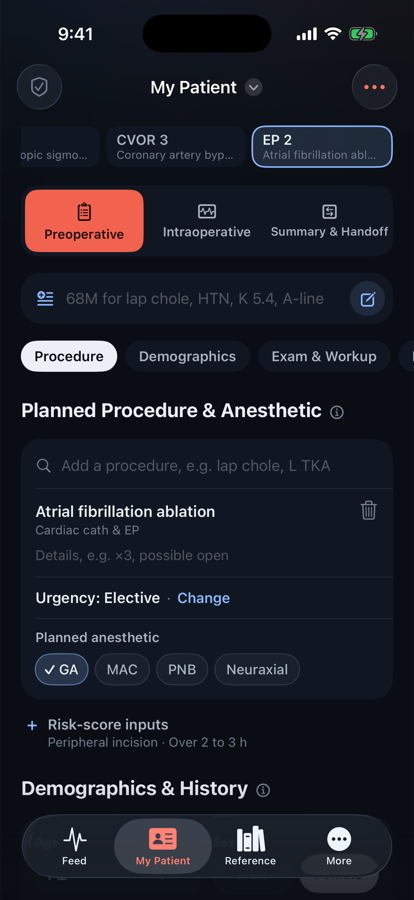 9:41
My Patient
opic sigmo...
CVOR 3
Coronary artery byp...
EP 2
Atrial fibrillation abl...
Preoperative
Intraoperative
Summary & Handoff
68M for lap chole, HTN, K 5.4, A-line
Procedure
Demographics
Exam & Workup
Planned Procedure & Anesthetic
Add a procedure, e.g. lap chole, L TKA
Atrial fibrillation ablation
Cardiac cath & EP
Details, e.g. ×3, possible open
Urgency: Elective · Change
Planned anesthetic
✓ GA
MAC
PNB
Neuraxial
+ Risk-score inputs
Peripheral incision · Over 2 to 3 h
Demographics & History
Feed
My Patient
Reference
More